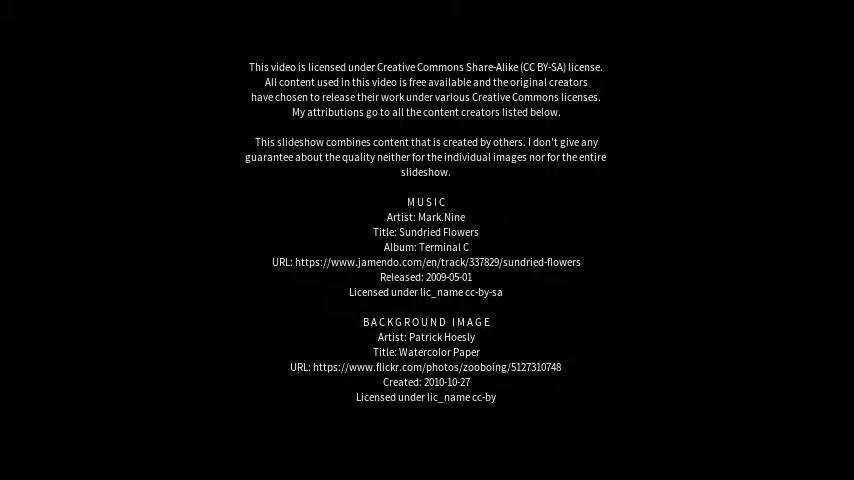 This video is licensed under Creative Commons Share-Alike (CC BY-SA) license.
All content used in this video is free available and the original creators
have chosen to release their work under various Creative Commons licenses.
My attributions go to all the content creators listed below.
This slideshow combines content that is created by others. I don't give any
guarantee about the quality neither for the individual images nor for the entire
slideshow.
MUSIC
Artist: Mark.Nine
Title: Sundried Flowers
Album: Terminal C
URL: https://www.jamendo.com/en/track/337829/sundried-flowers
Released: 2009-05-01
Licensed under lic_name cc-by-sa
BACKGROUND IMAGE
Artist: Patrick Hoesly
Title: Watercolor Paper
URL: https://www.flickr.com/photos/zooboing/5127310748
Created: 2010-10-27
Licensed under lic_name cc-by